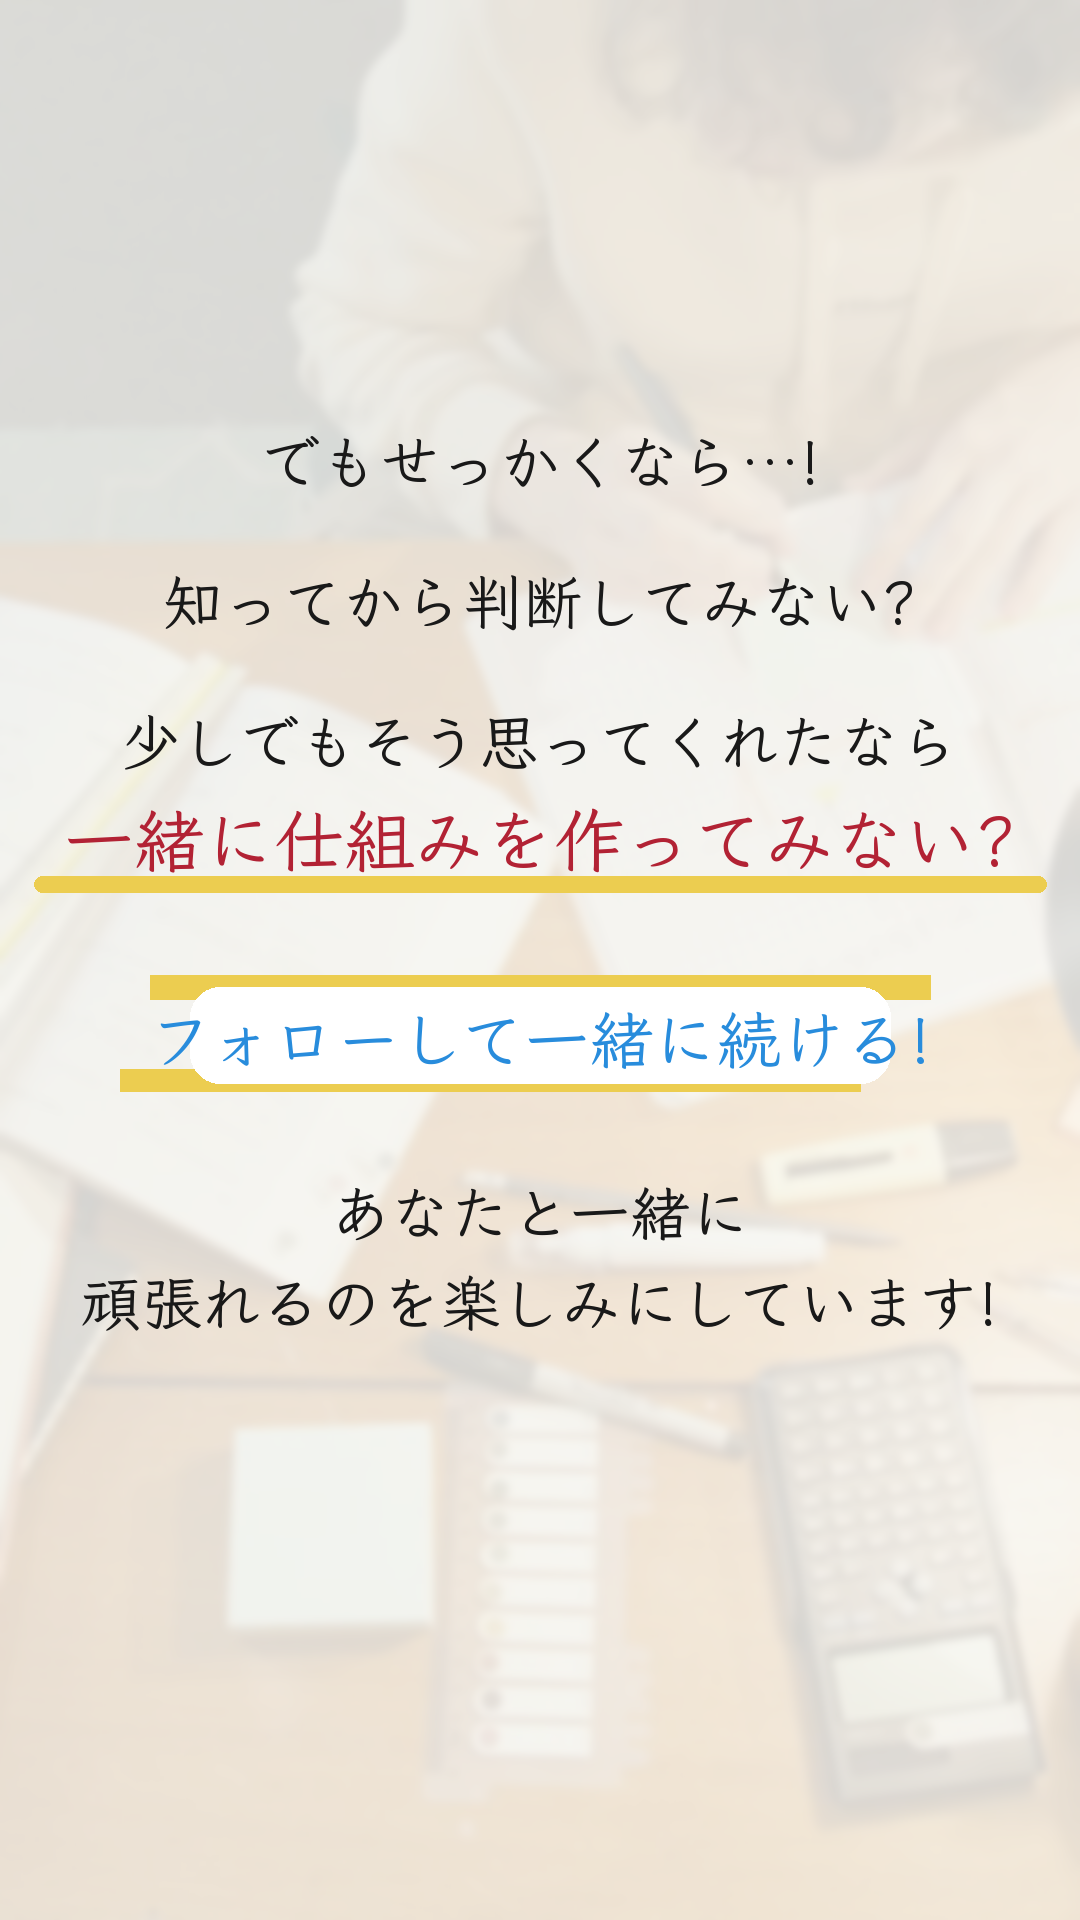 でもせっかくなら…!
知ってから判断してみない?
少しでもそう思ってくれたなら
一緒に仕組みを作ってみない?
フォローして一緒に続ける!
あなたと一緒に
頑張れるのを楽しみにしています!